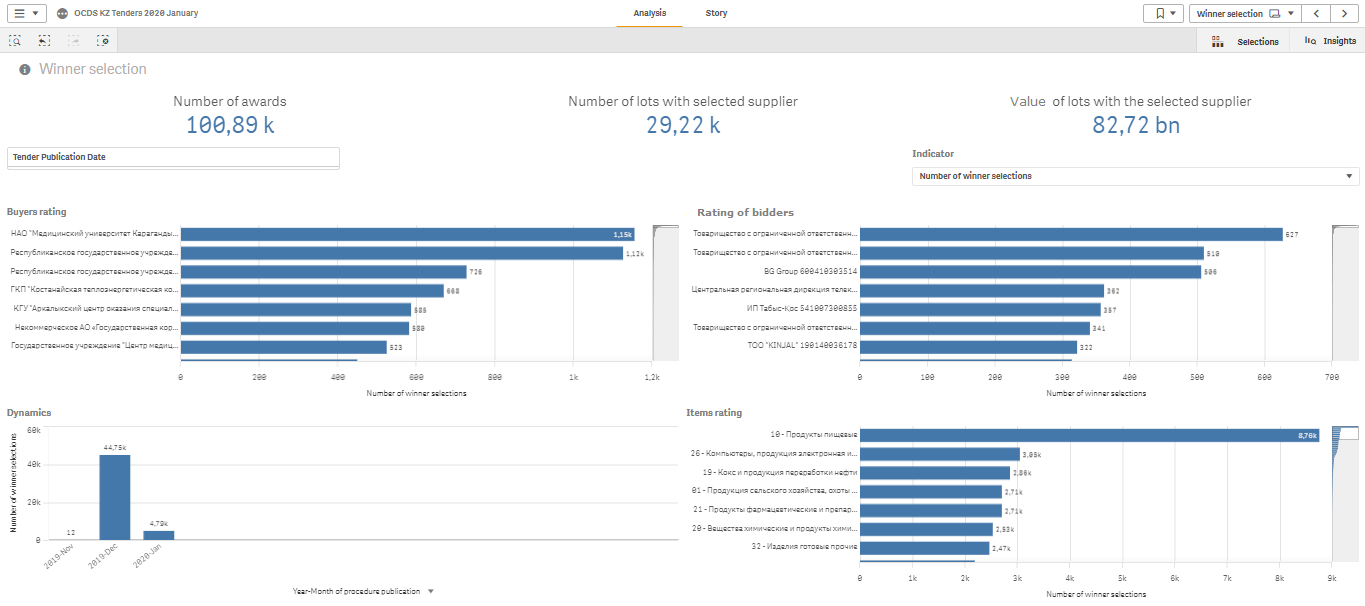 OCDS KZ Tenders 2020 January
Analysis
Story
Winner selection
Selections
Insights
Winner selection
Number of awards
100,89 k
Number of lots with selected supplier
29,22 k
Value of lots with the selected supplier
82,72 bn
Tender Publication Date
Indicator
Number of winner selections
Buyers rating
НАО "Медицинский университет Караганды...
1,15k
Республиканское государственное учрежде...
1,12k
Республиканское государственное учрежде...
726
ГКП "Костанайская теплоэнергетическая ко...
668
КГУ "Аркалыкский центр оказания специал...
585
Некоммерческое АО «Государственная кор...
580
Государственное учреждение "Центр медиц...
523
0 200 400 600 800 1k 1,2k
Number of winner selections
Rating of bidders
Товарищество с ограниченной ответственн...
627
Товарищество с ограниченной ответственн...
510
BG Group 600410303514
506
Центральная региональная дирекция телек...
362
ИП Табыс-Кос 541007300855
357
Товарищество с ограниченной ответственн...
341
ТОО "KINJAL" 190140036178
322
0 100 200 300 400 500 600 700
Number of winner selections
Dynamics
Number of winner selections
60k
40k
20k
0
12
44,75k
4,79k
2019-Nov
2019-Dec
2020-Jan
Year-Month of procedure publication
Items rating
10 - Продукты пищевые
8,76k
26 - Компьютеры, продукция электронная и...
3,05k
19 - Кокс и продукция переработки нефти
2,86k
01 - Продукция сельского хозяйства, охоты ...
2,71k
21 - Продукты фармацевтические и препар...
2,71k
20 - Вещества химические и продукты хими...
2,53k
32 - Изделия готовые прочие
2,47k
0 1k 2k 3k 4k 5k 6k 7k 8k 9k
Number of winner selections